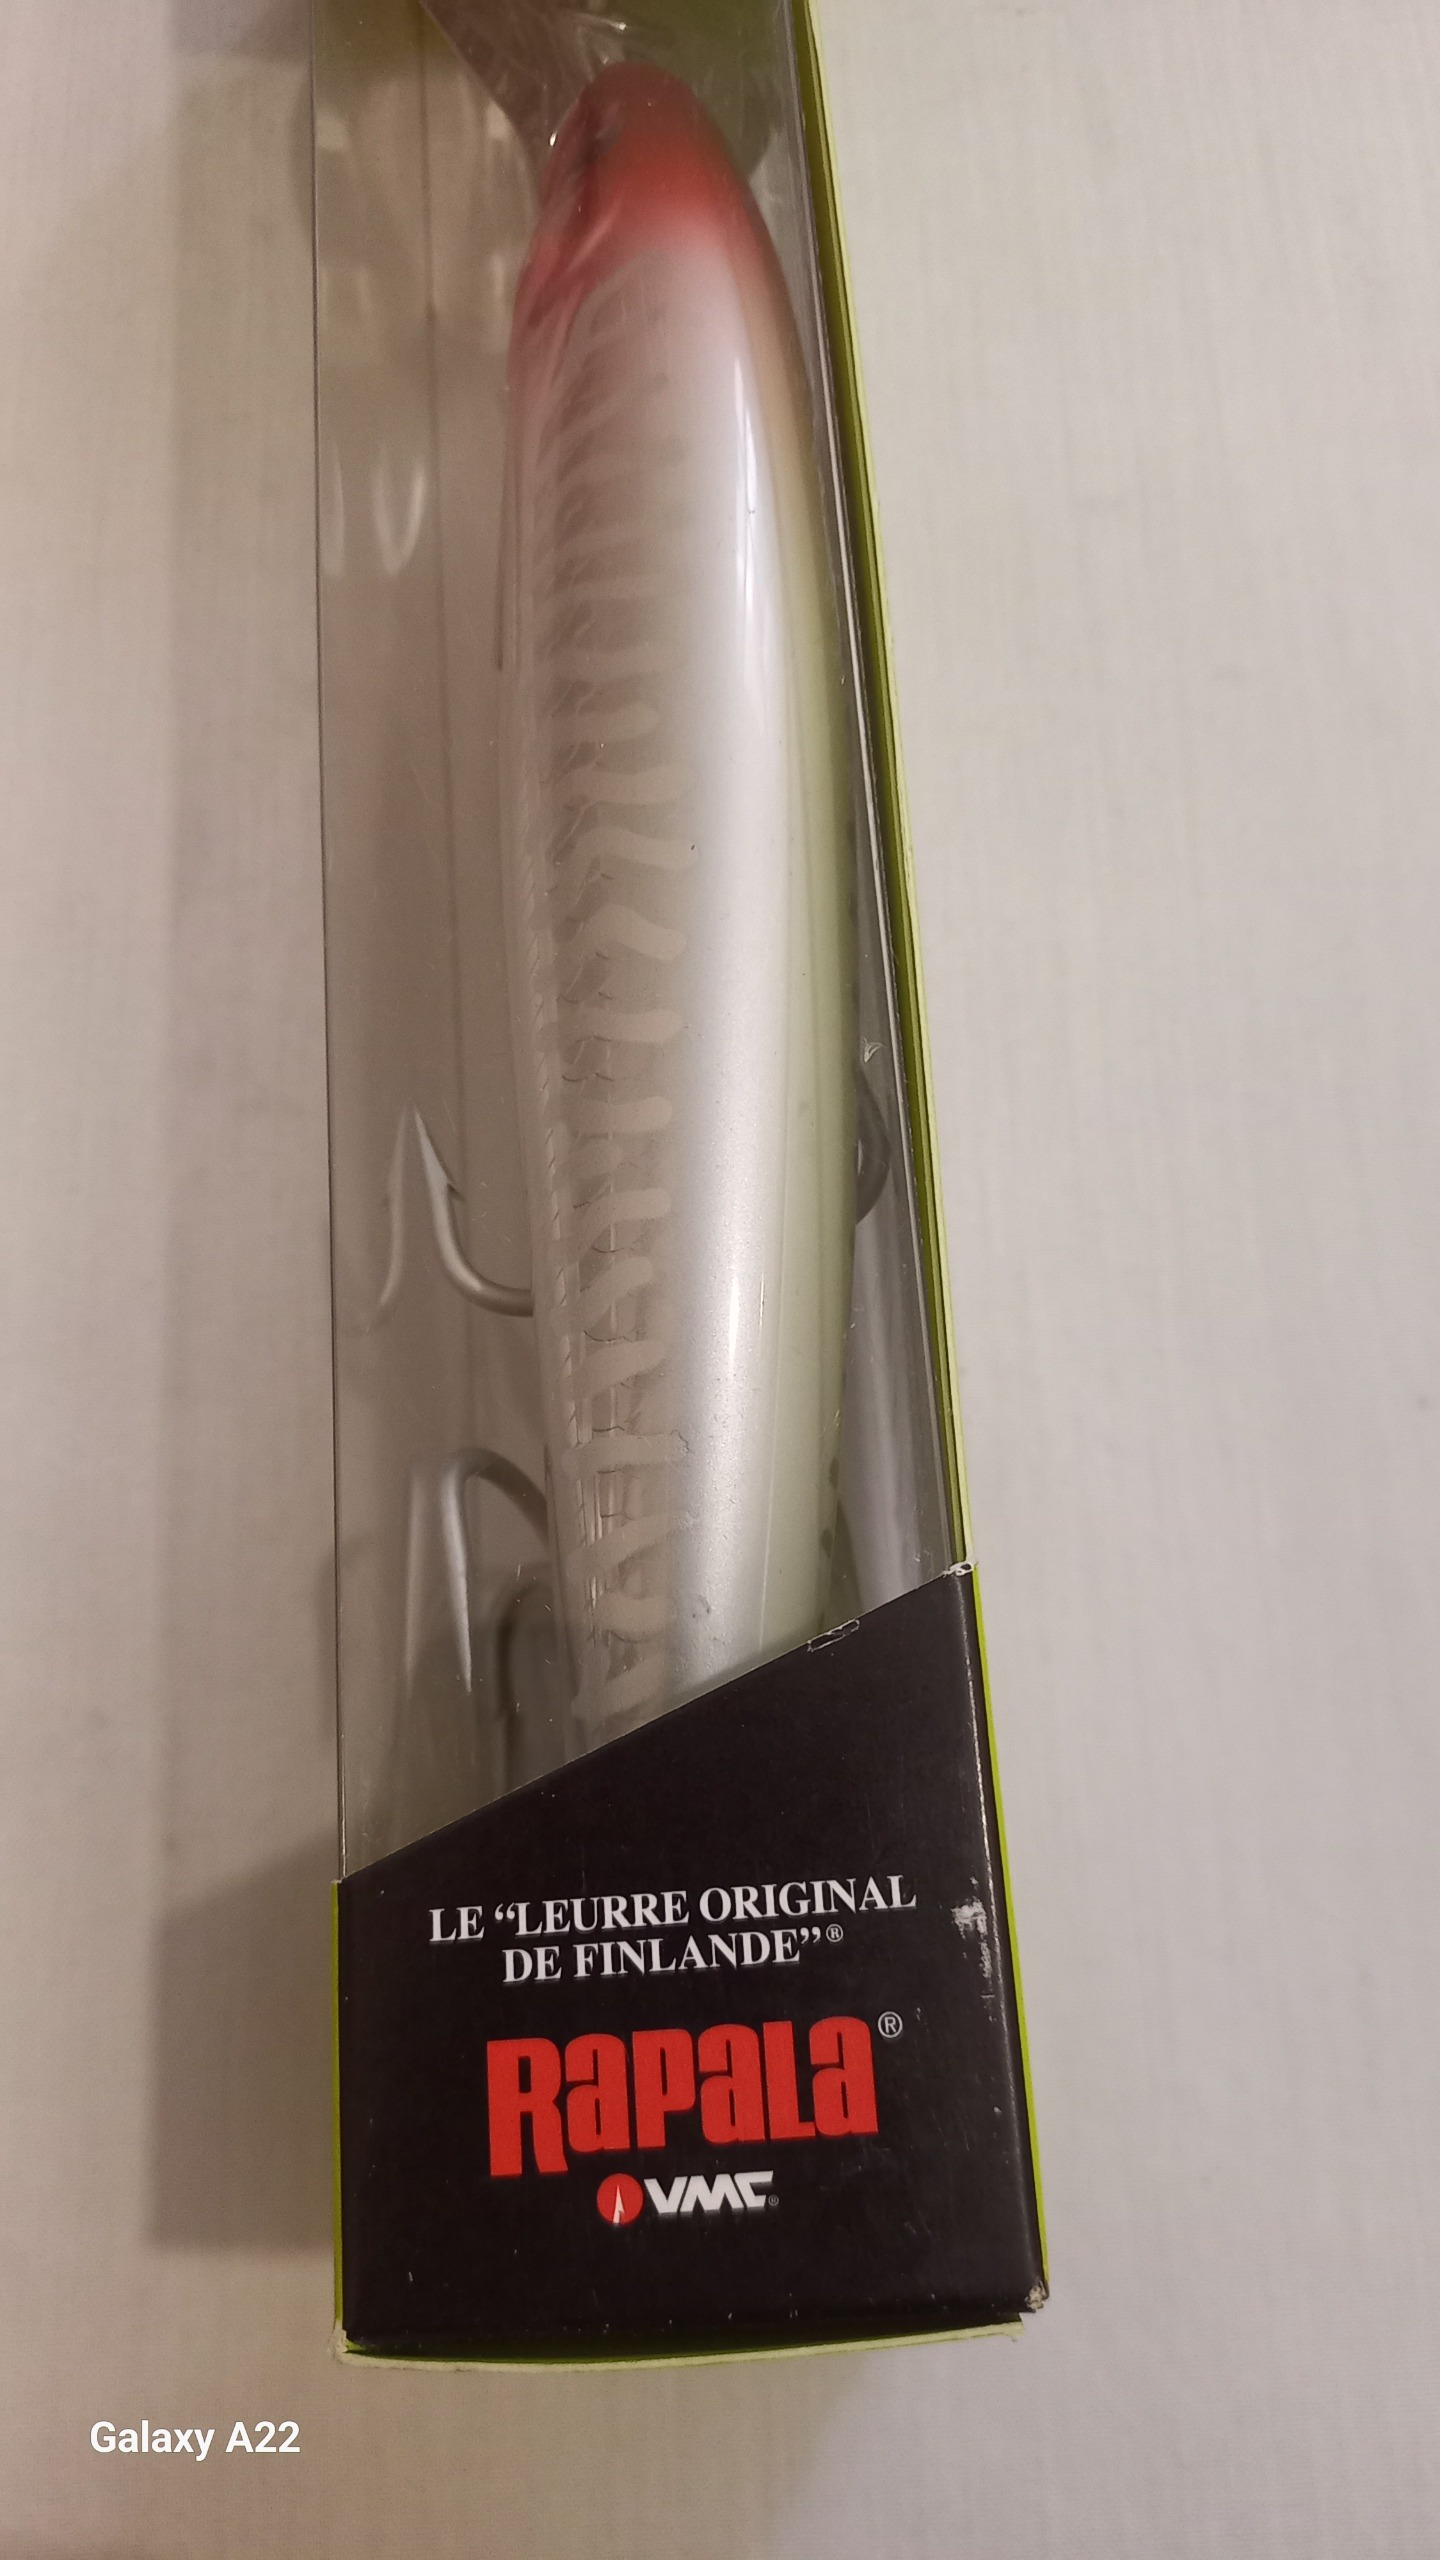 LE “LEURRE ORIGINAL
DE FINLANDE”®
Rapala®
VMC®
Galaxy A22